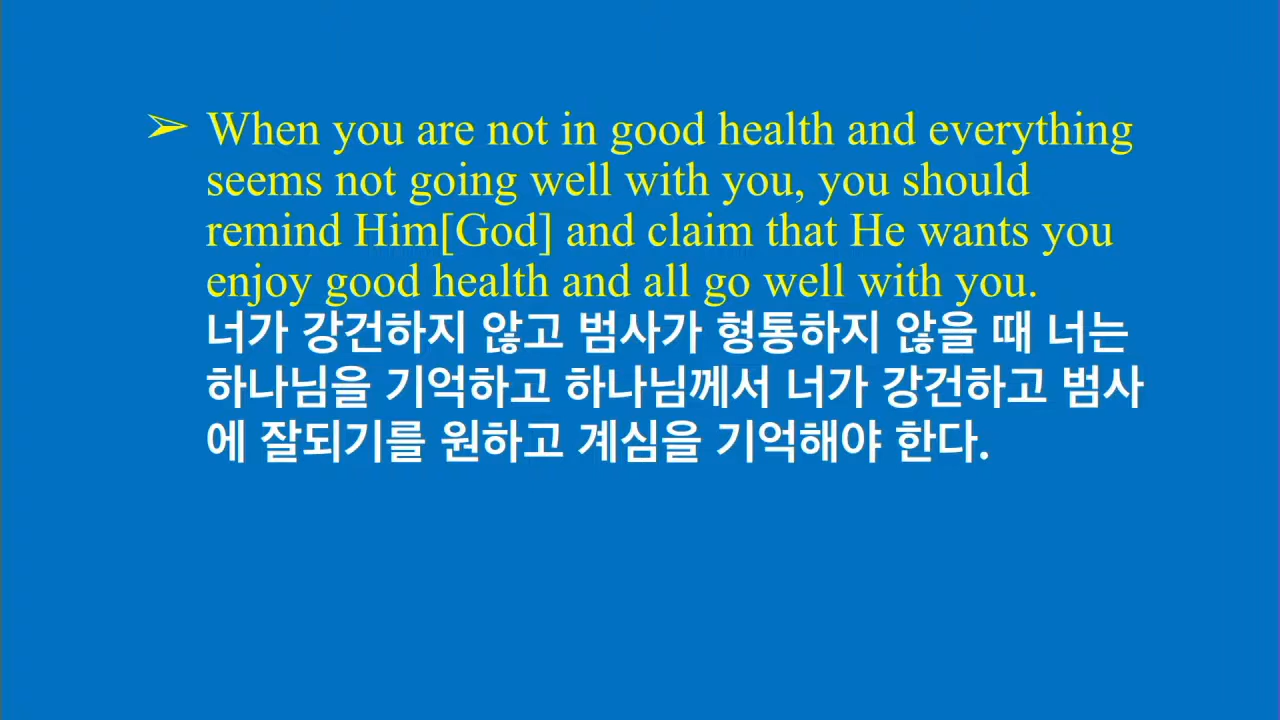 ➢ When you are not in good health and everything
seems not going well with you, you should
remind Him[God] and claim that He wants you
enjoy good health and all go well with you.
너가 강건하지 않고 범사가 형통하지 않을 때 너는
하나님을 기억하고 하나님께서 너가 강건하고 범사
에 잘되기를 원하고 계심을 기억해야 한다.